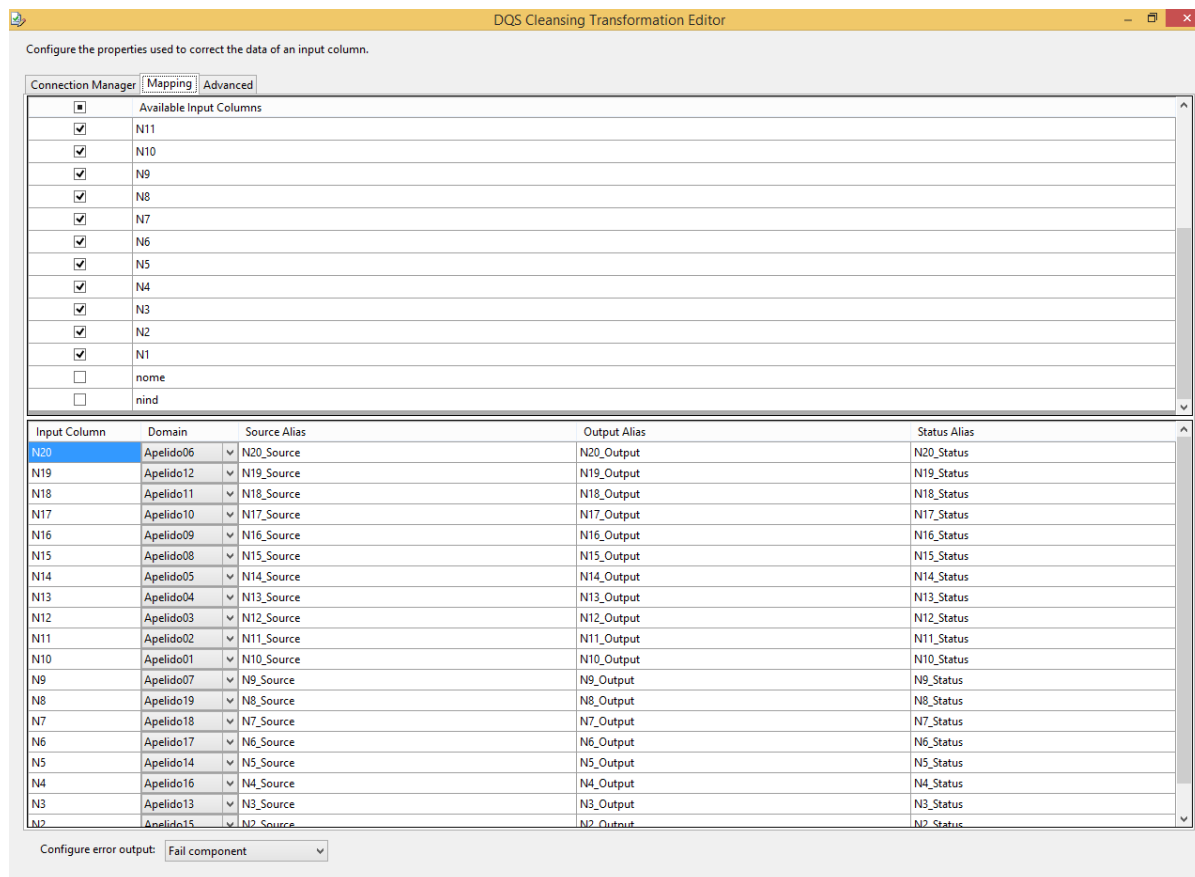 DQS Cleansing Transformation Editor
Configure the properties used to correct the data of an input column.
Connection Manager Mapping Advanced
Available Input Columns
N11
N10
N9
N8
N7
N6
N5
N4
N3
N2
N1
nome
nind
Input Column Domain Source Alias Output Alias Status Alias
N20 Apelido06 N20_Source N20_Output N20_Status
N19 Apelido12 N19_Source N19_Output N19_Status
N18 Apelido11 N18_Source N18_Output N18_Status
N17 Apelido10 N17_Source N17_Output N17_Status
N16 Apelido09 N16_Source N16_Output N16_Status
N15 Apelido08 N15_Source N15_Output N15_Status
N14 Apelido05 N14_Source N14_Output N14_Status
N13 Apelido04 N13_Source N13_Output N13_Status
N12 Apelido03 N12_Source N12_Output N12_Status
N11 Apelido02 N11_Source N11_Output N11_Status
N10 Apelido01 N10_Source N10_Output N10_Status
N9 Apelido07 N9_Source N9_Output N9_Status
N8 Apelido19 N8_Source N8_Output N8_Status
N7 Apelido18 N7_Source N7_Output N7_Status
N6 Apelido17 N6_Source N6_Output N6_Status
N5 Apelido14 N5_Source N5_Output N5_Status
N4 Apelido16 N4_Source N4_Output N4_Status
N3 Apelido13 N3_Source N3_Output N3_Status
N2 Apelido15 N2_Source N2_Output N2_Status
Configure error output: Fail component